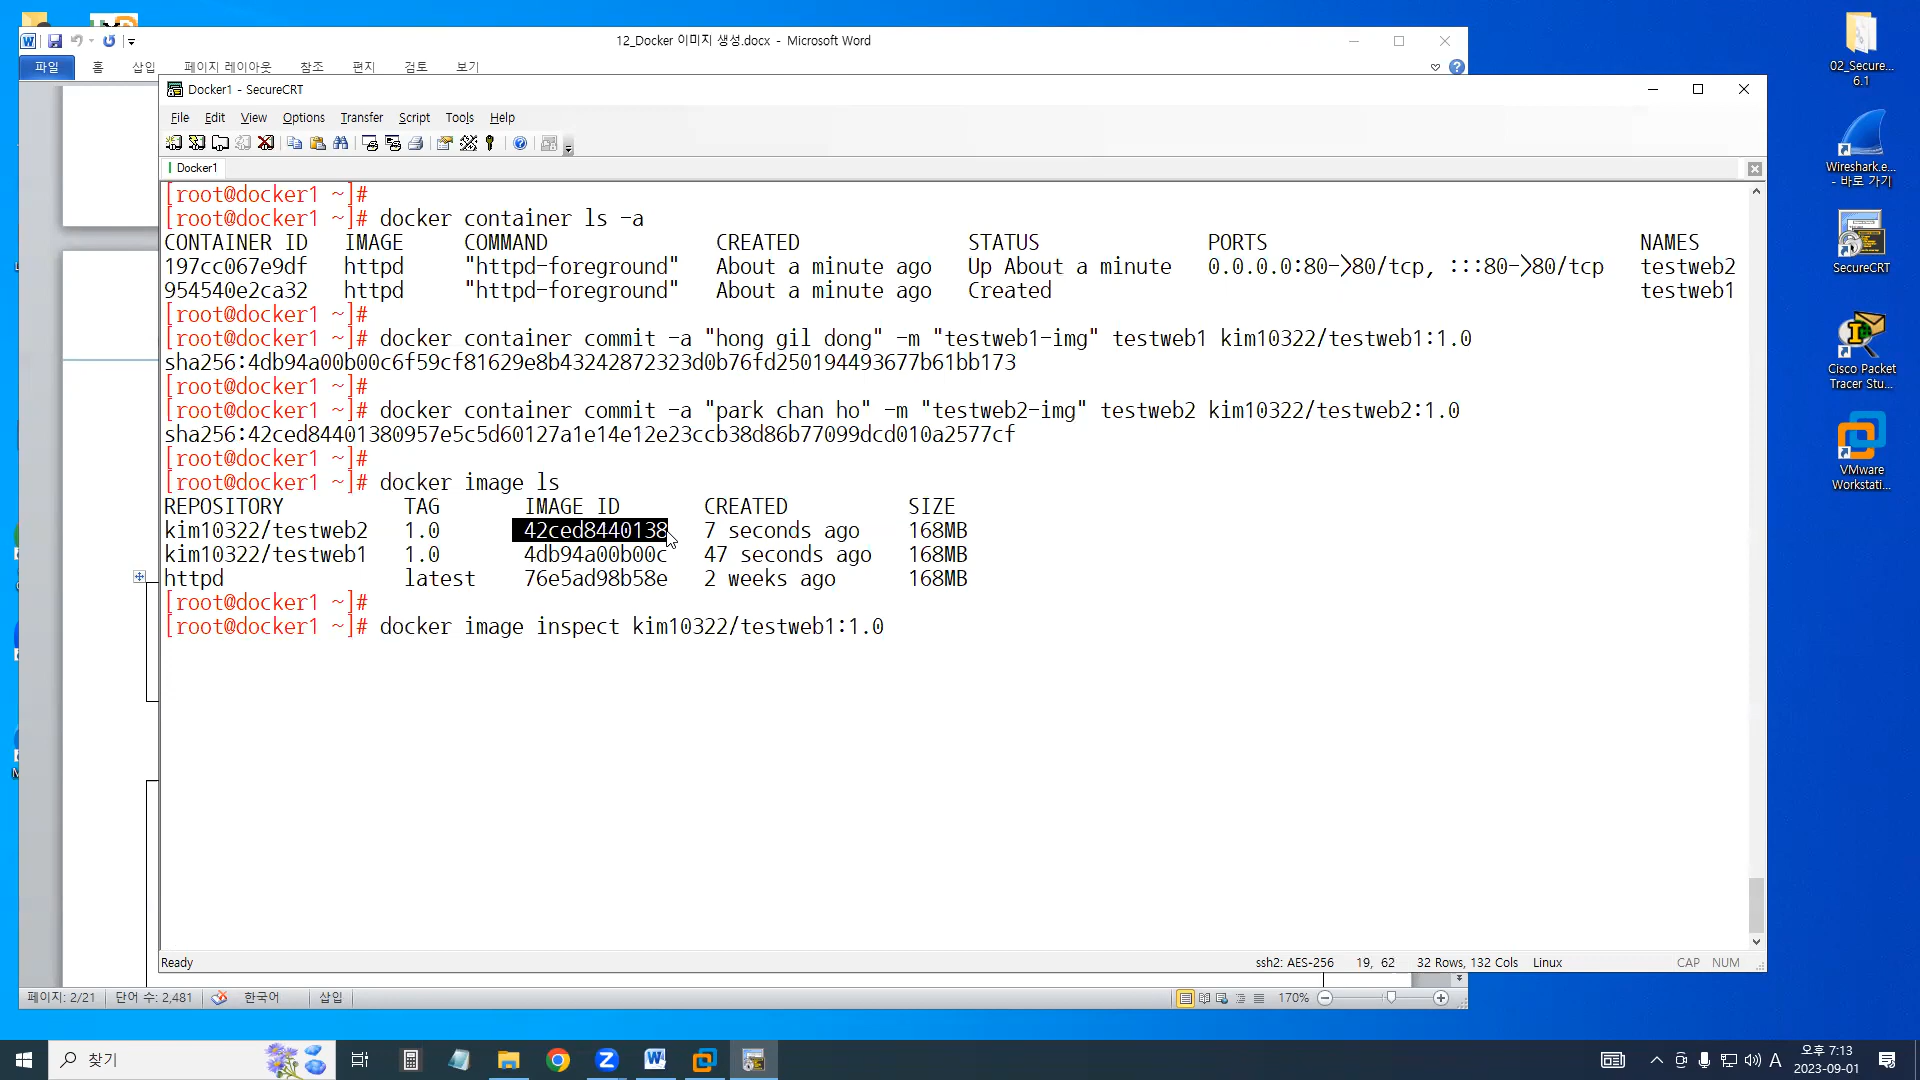 12_Docker 이미지 생성.docx - Microsoft Word
파일 홈 삽입 페이지 레이아웃 참조 편지 검토 보기
Docker1 - SecureCRT
File Edit View Options Transfer Script Tools Help
Docker1
[root@docker1 ~]#
[root@docker1 ~]# docker container ls -a
CONTAINER ID IMAGE COMMAND CREATED STATUS PORTS NAMES
197cc067e9df httpd "httpd-foreground" About a minute ago Up About a minute 0.0.0.0:80->80/tcp, :::80->80/tcp testweb2
954540e2ca32 httpd "httpd-foreground" About a minute ago Created testweb1
[root@docker1 ~]#
[root@docker1 ~]# docker container commit -a "hong gil dong" -m "testweb1-img" testweb1 kim10322/testweb1:1.0
sha256:4db94a00b00c6f59cf81629e8b43242872323d0b76fd250194493677b61bb173
[root@docker1 ~]#
[root@docker1 ~]# docker container commit -a "park chan ho" -m "testweb2-img" testweb2 kim10322/testweb2:1.0
sha256:42ced84401380957e5c5d60127a1e14e12e23ccb38d86b77099dcd010a2577cf
[root@docker1 ~]#
[root@docker1 ~]# docker image ls
REPOSITORY TAG IMAGE ID CREATED SIZE
kim10322/testweb2 1.0 42ced8440138 7 seconds ago 168MB
kim10322/testweb1 1.0 4db94a00b00c 47 seconds ago 168MB
httpd latest 76e5ad98b58e 2 weeks ago 168MB
[root@docker1 ~]#
[root@docker1 ~]# docker image inspect kim10322/testweb1:1.0
Ready ssh2: AES-256 19, 62 32 Rows, 132 Cols Linux CAP NUM
페이지: 2/21 단어 수: 2,481 한국어 삽입 170%
02_Secure...
6.1
Wireshark.e...
- 바로 가기
SecureCRT
Cisco Packet
Tracer Stu...
VMware
Workstati...
찾기
A
오후 7:13
2023-09-01